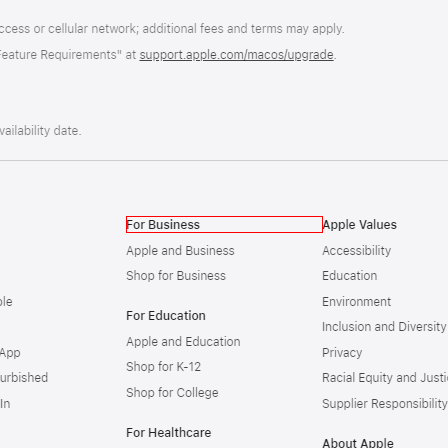 ccess or cellular network; additional fees and terms may apply.
Feature Requirements" at support.apple.com/macos/upgrade.
vailability date.
For Business
Apple and Business
Shop for Business
For Education
Apple and Education
Shop for K-12
Shop for College
For Healthcare
Apple Values
Accessibility
Education
Environment
Inclusion and Diversity
Privacy
Racial Equity and Justi
Supplier Responsibility
About Apple
ble
App
urbished
In